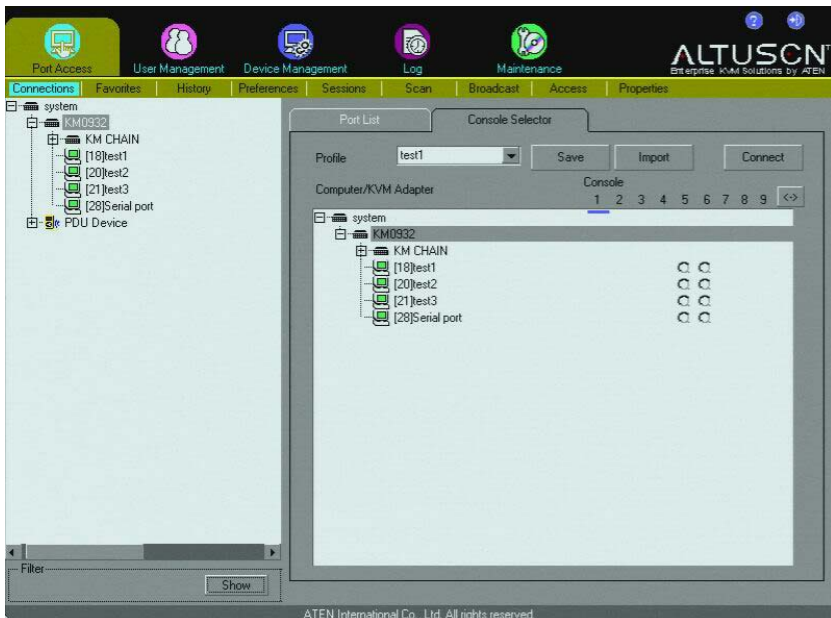 Port Access
User Management
Device Management
Log
Maintenance
ALTUSEN
Enterprise KVM Solutions by ATEN
Connections
Favorites
History
Preferences
Sessions
Scan
Broadcast
Access
Properties
system
KM0932
KM CHAIN
[18]test1
[20]test2
[21]test3
[28]Serial port
PDU Device
Filter
Show
Port List
Console Selector
Profile
test1
Save
Import
Connect
Computer/KVM Adapter
Console
1 2 3 4 5 6 7 8 9 <->
system
KM0932
KM CHAIN
[18]test1
[20]test2
[21]test3
[28]Serial port
ATEN International Co., Ltd. All rights reserved